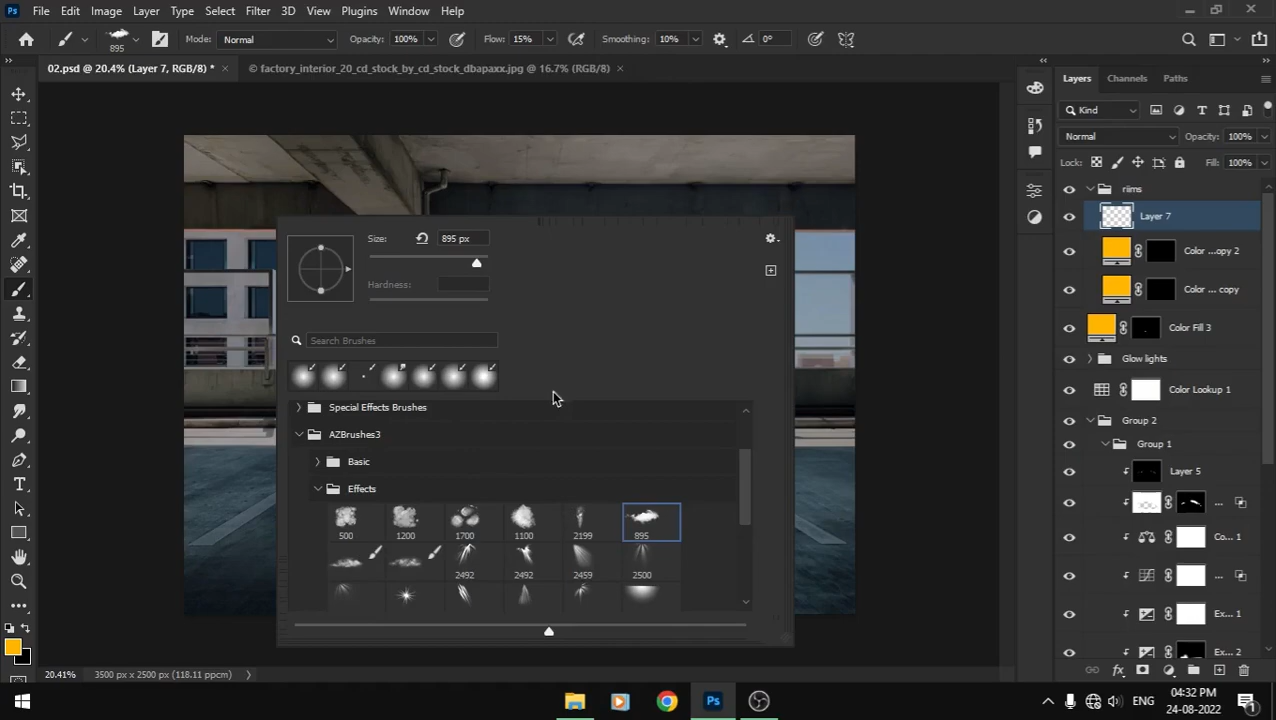 Ps File Edit Image Layer Type Select Filter 3D View Plugins Window Help
895 Mode: Normal Opacity: 100% Flow: 15% Smoothing: 10% 0°
02.psd @ 20.4% (Layer 7, RGB/8) * × © factory_interior_20_cd_stock_by_cd_stock_dbapaxx.jpg @ 16.7% (RGB/8) ×
Layers Channels Paths
Kind
Normal Opacity: 100%
Lock: Fill: 100%
riims
Layer 7
Color ...opy 2
Color ... copy
Color Fill 3
Glow lights
Color Lookup 1
Group 2
Group 1
Layer 5
...
Co... 1
...
Ex... 1
Ex... 2
Size: 895 px
Hardness:
Search Brushes
Special Effects Brushes
AZBrushes3
Basic
Effects
500 1200 1700 1100 2199 895
2492 2492 2459 2500
20.41% 3500 px x 2500 px (118.11 ppcm)
fx
Ps ENG 04:32 PM
24-08-2022
1